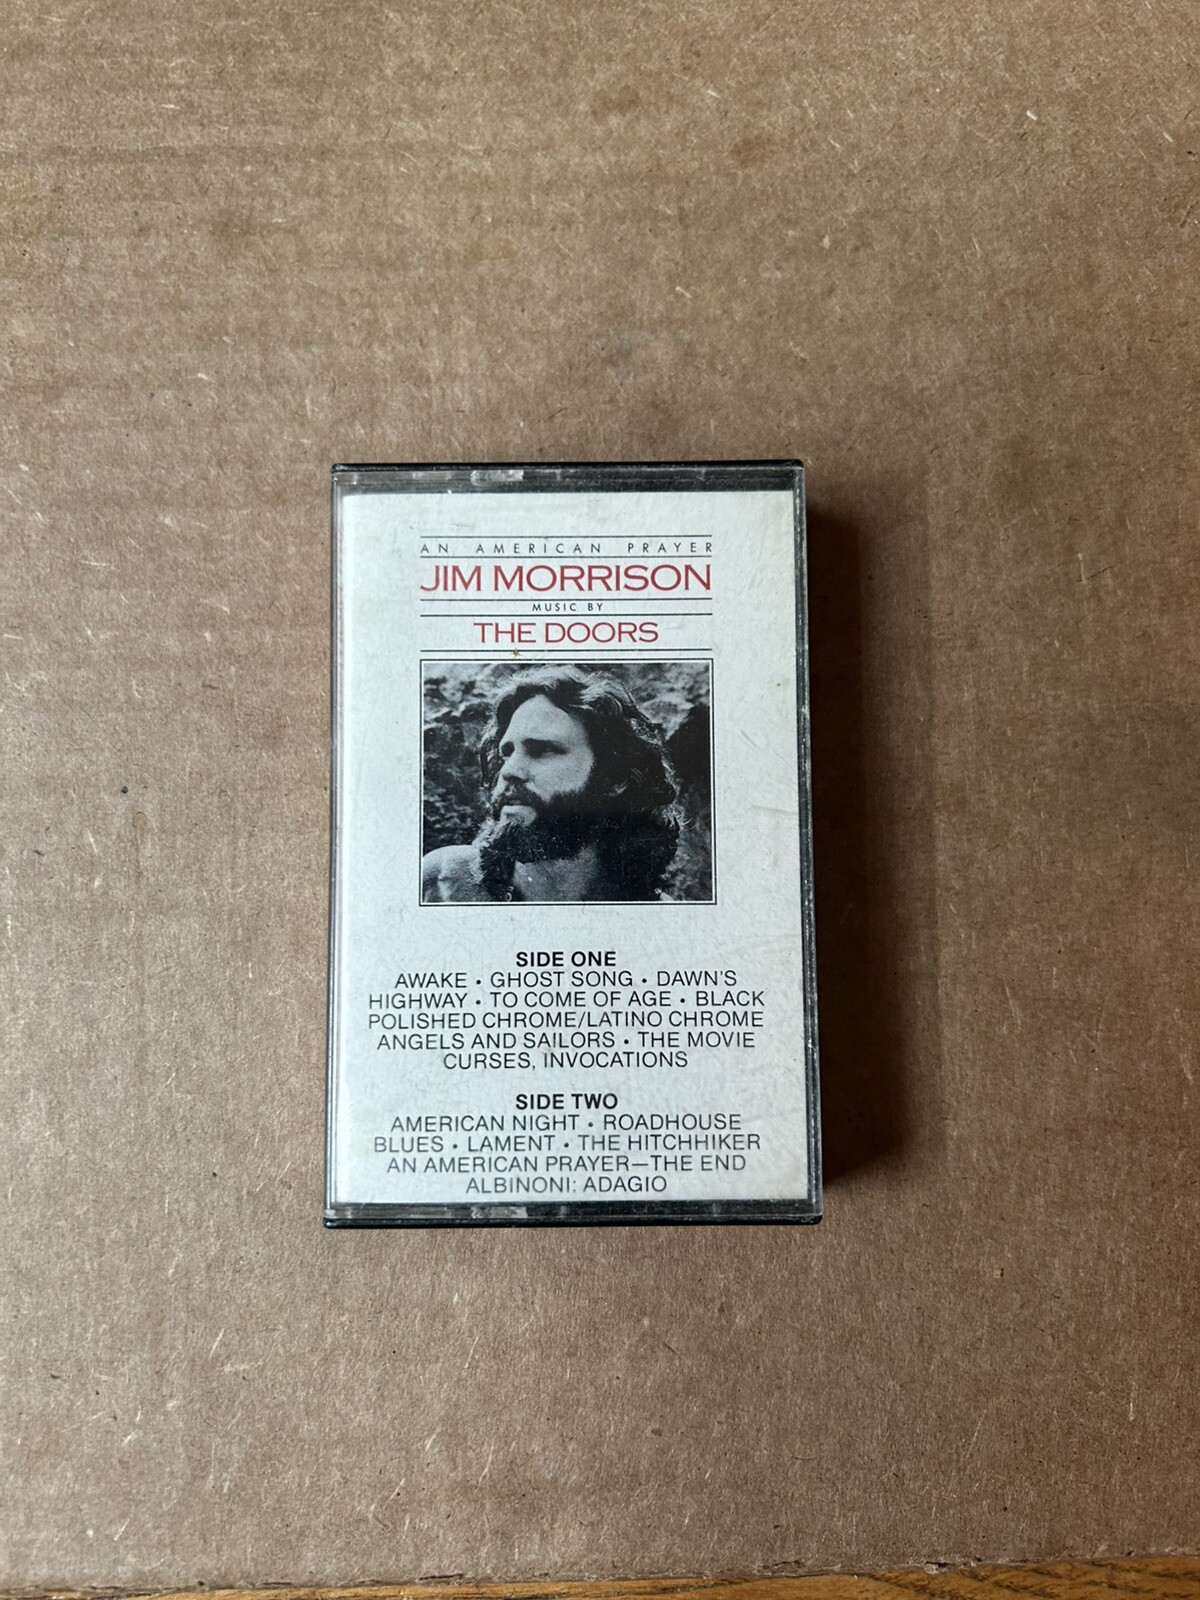 AN AMERICAN PRAYER
JIM MORRISON
MUSIC BY
THE DOORS
SIDE ONE
AWAKE • GHOST SONG • DAWN'S
HIGHWAY • TO COME OF AGE • BLACK
POLISHED CHROME/LATINO CHROME
ANGELS AND SAILORS • THE MOVIE
CURSES, INVOCATIONS
SIDE TWO
AMERICAN NIGHT • ROADHOUSE
BLUES • LAMENT • THE HITCHHIKER
AN AMERICAN PRAYER—THE END
ALBINONI: ADAGIO